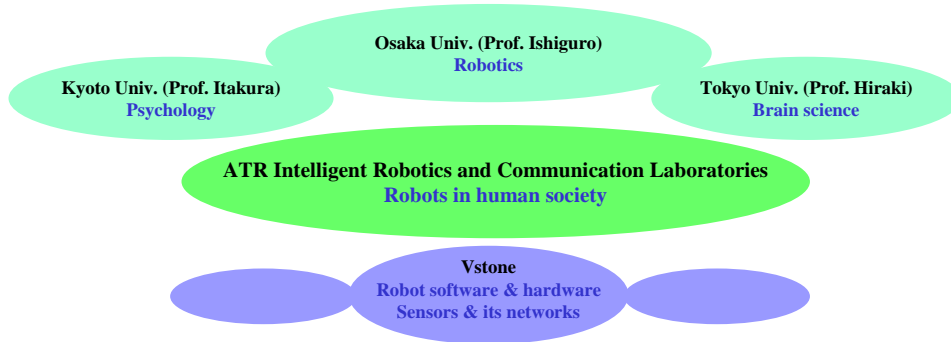 Osaka Univ. (Prof. Ishiguro)
Robotics
Kyoto Univ. (Prof. Itakura)
Psychology
Tokyo Univ. (Prof. Hiraki)
Brain science
ATR Intelligent Robotics and Communication Laboratories
Robots in human society
Vstone
Robot software & hardware
Sensors & its networks